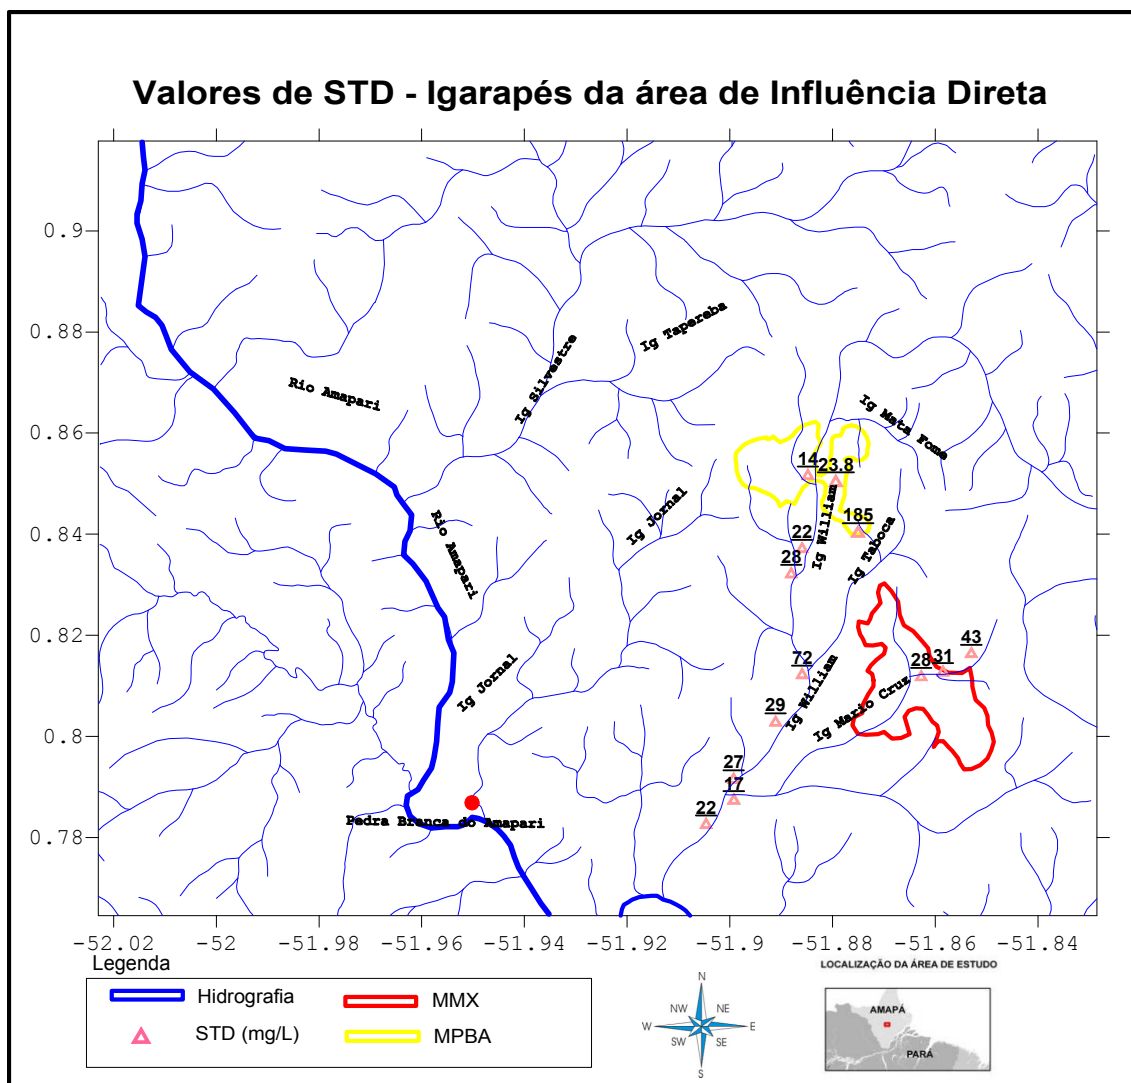 Valores de STD - Igarapés da área de Influência Direta
0.9
0.88
0.86
0.84
0.82
0.8
0.78
Ig Taperaba
Ig Silvestre
Rio Amapari
Ig Mata Fome
14
23.8
185
Ig Jornal
Rio Amapari
22
28
Ig William
Ig Taboca
43
31
28
72
Ig Jornal
Ig William
Ig Mario Cruz
29
27
17
22
Pedra Branca do Amapari
-52.02
-52
-51.98
-51.96
-51.94
-51.92
-51.9
-51.88
-51.86
-51.84
Legenda
Hidrografia
MMX
STD (mg/L)
MPBA
N
NW
NE
W
E
SW
SE
S
LOCALIZAÇÃO DA ÁREA DE ESTUDO
AMAPÁ
PARÁ